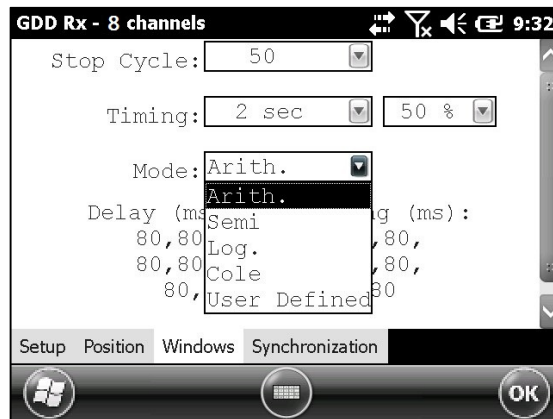 GDD Rx - 8 channels 9:32
Stop Cycle: 50
Timing: 2 sec 50 %
Mode: Arith.
Arith.
Semi
Log.
Cole
User Defined
Delay (ms g (ms):
80,80 ,80,
80,80 ,80,
80, 80
Setup Position Windows Synchronization
OK